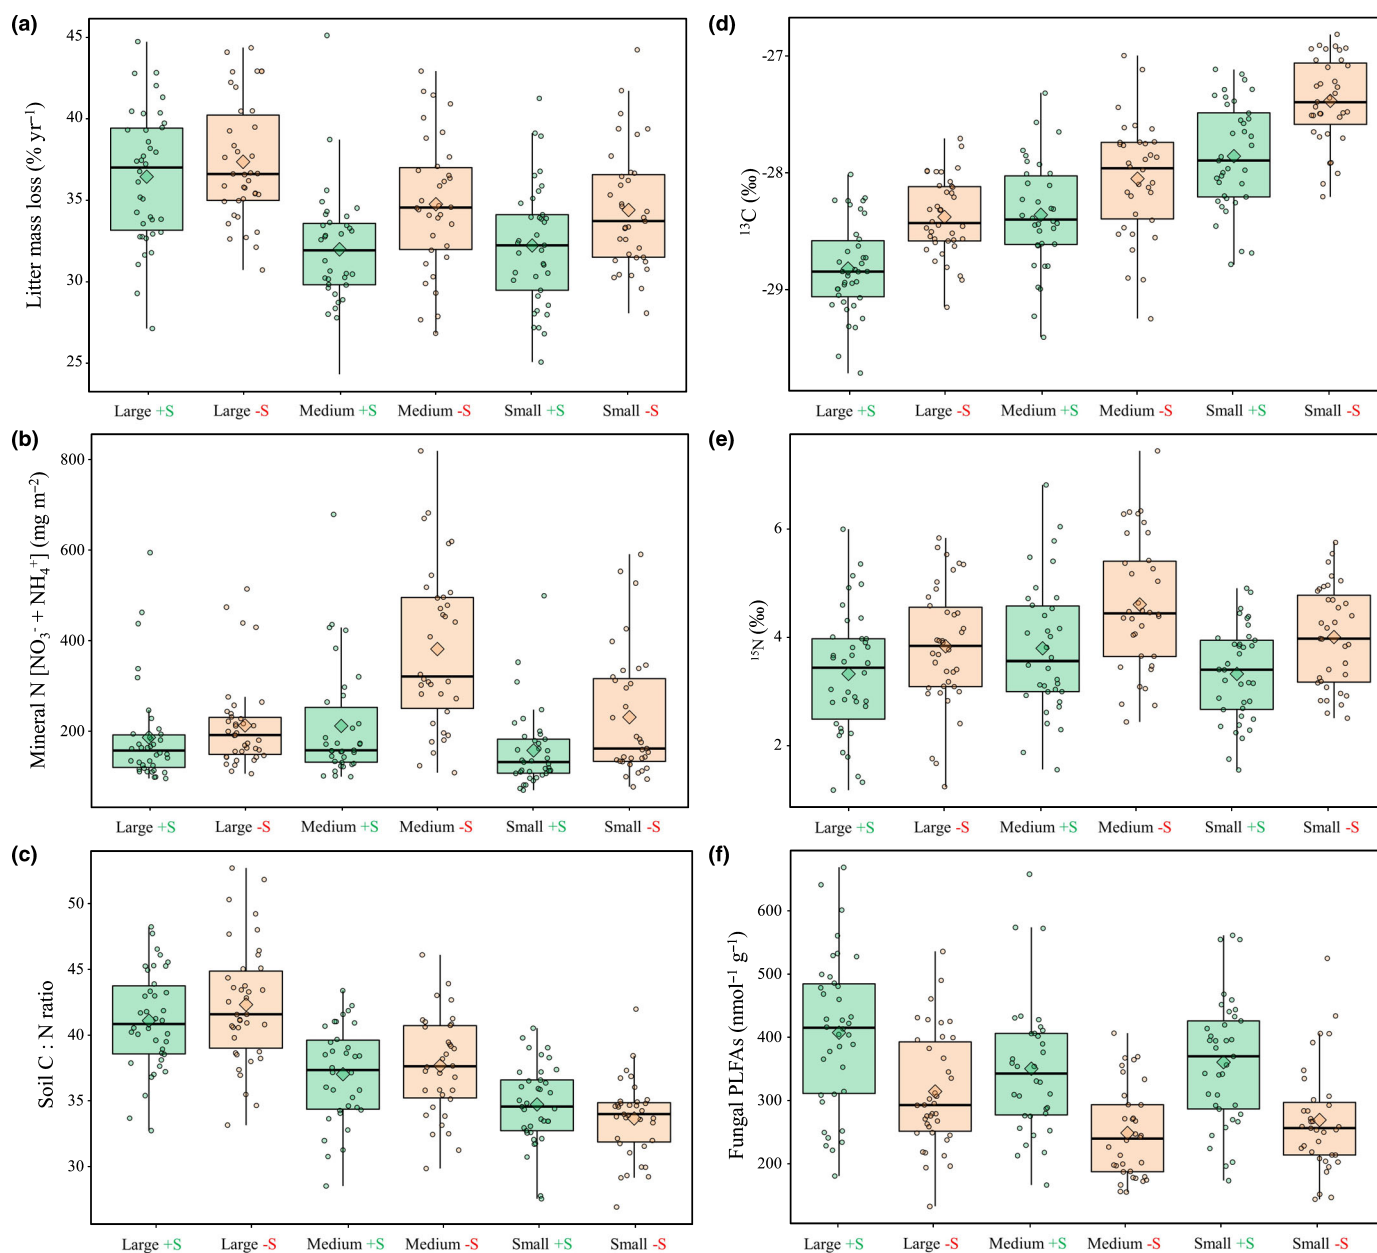 (a)
45
40
35
30
25
Litter mass loss (% yr⁻¹)
Large +S Large -S Medium +S Medium -S Small +S Small -S
(b)
800
600
400
200
Mineral N [NO₃⁻ + NH₄⁺] (mg m⁻²)
Large +S Large -S Medium +S Medium -S Small +S Small -S
(c)
50
45
40
35
30
Soil C : N ratio
Large +S Large -S Medium +S Medium -S Small +S Small -S
(d)
-27
-28
-29
¹³C (‰)
Large +S Large -S Medium +S Medium -S Small +S Small -S
(e)
6
4
2
¹⁵N (‰)
Large +S Large -S Medium +S Medium -S Small +S Small -S
(f)
600
500
400
300
200
Fungal PLFAs (nmol⁻¹ g⁻¹)
Large +S Large -S Medium +S Medium -S Small +S Small -S